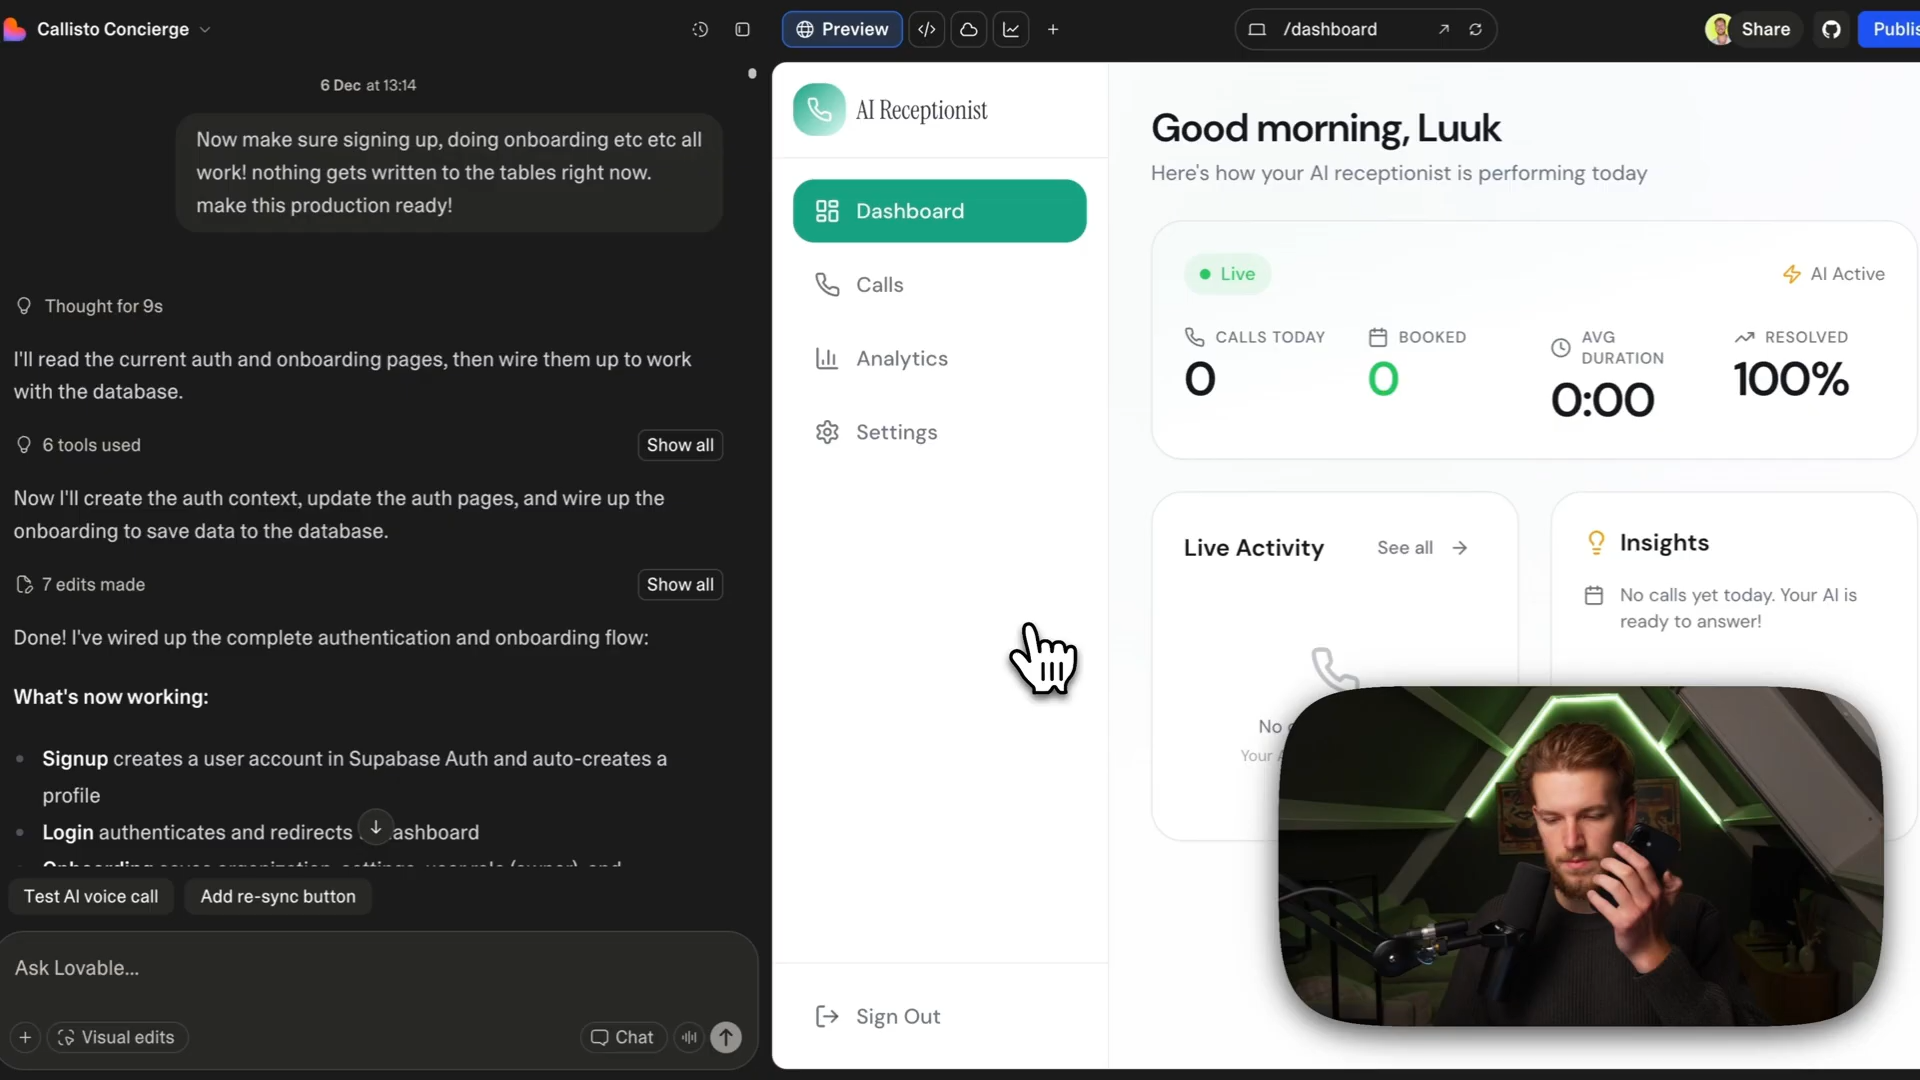 Callisto Concierge
Preview
/dashboard
Share
6 Dec at 13:14
Now make sure signing up, doing onboarding etc etc all
work! nothing gets written to the tables right now.
make this production ready!
Thought for 9s
I'll read the current auth and onboarding pages, then wire them up to work
with the database.
6 tools used
Show all
Now I'll create the auth context, update the auth pages, and wire up the
onboarding to save data to the database.
7 edits made
Show all
Done! I've wired up the complete authentication and onboarding flow:
What's now working:
• Signup creates a user account in Supabase Auth and auto-creates a
profile
• Login authenticates and redirects
Test AI voice call
Add re-sync button
Ask Lovable...
Visual edits
Chat
AI Receptionist
Dashboard
Calls
Analytics
Settings
Sign Out
Good morning, Luuk
Here's how your AI receptionist is performing today
Live
AI Active
CALLS TODAY
0
BOOKED
0
AVG
DURATION
0:00
RESOLVED
100%
Live Activity
See all
Insights
No calls yet today. Your AI is
ready to answer!